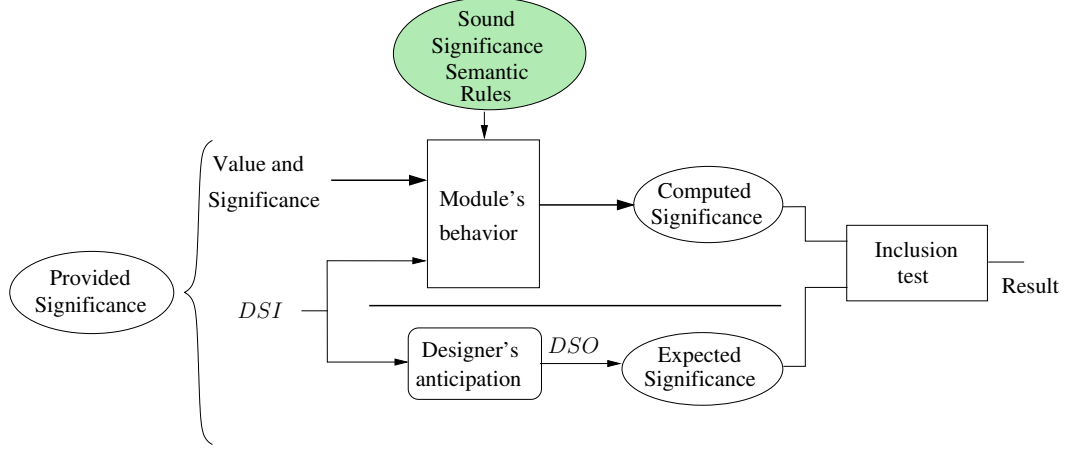 Sound
Significance
Semantic
Rules
Value and
Significance
Module's
behavior
Computed
Significance
Inclusion
test
Result
Provided
Significance
DSI
Designer's
anticipation
DSO
Expected
Significance